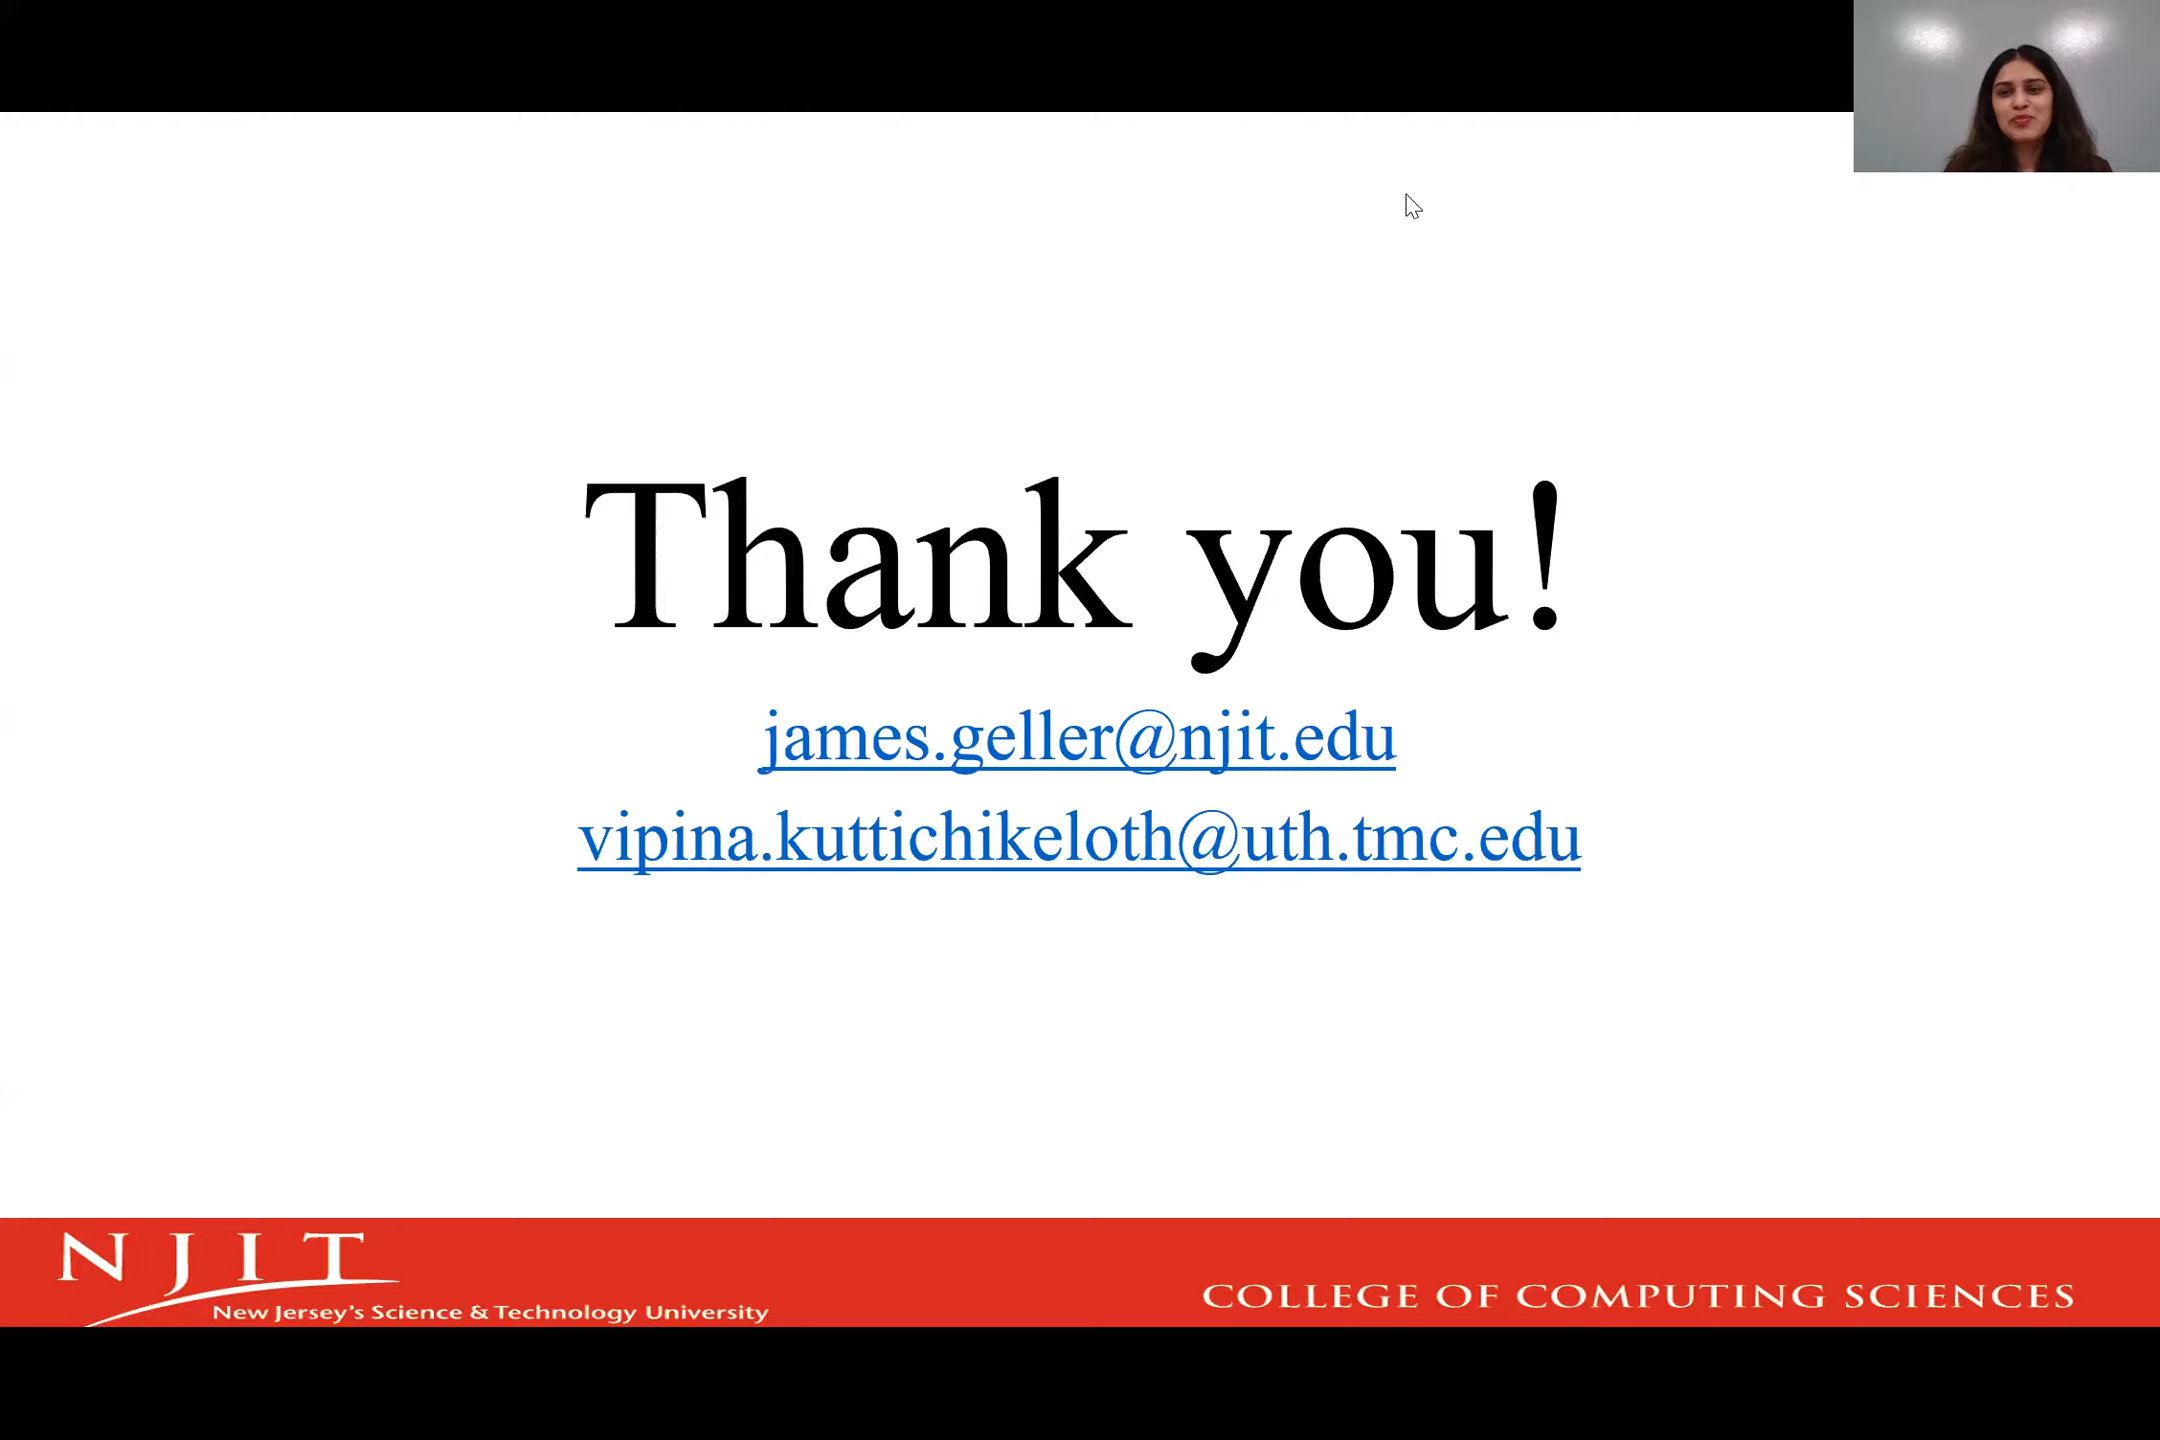 Thank you!
james.geller@njit.edu
vipina.kuttichikeloth@uth.tmc.edu
NJIT
New Jersey's Science & Technology University
COLLEGE OF COMPUTING SCIENCES